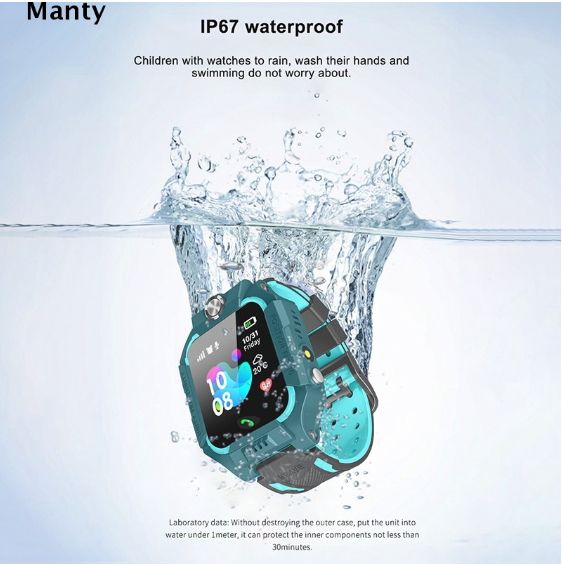 Manty
IP67 waterproof
Children with watches to rain, wash their hands and
swimming do not worry about.
10/31
Friday
20°C
10
08
Laboratory data: Without destroying the outer case, put the unit into
water under 1meter, it can protect the inner components not less than
30minutes.